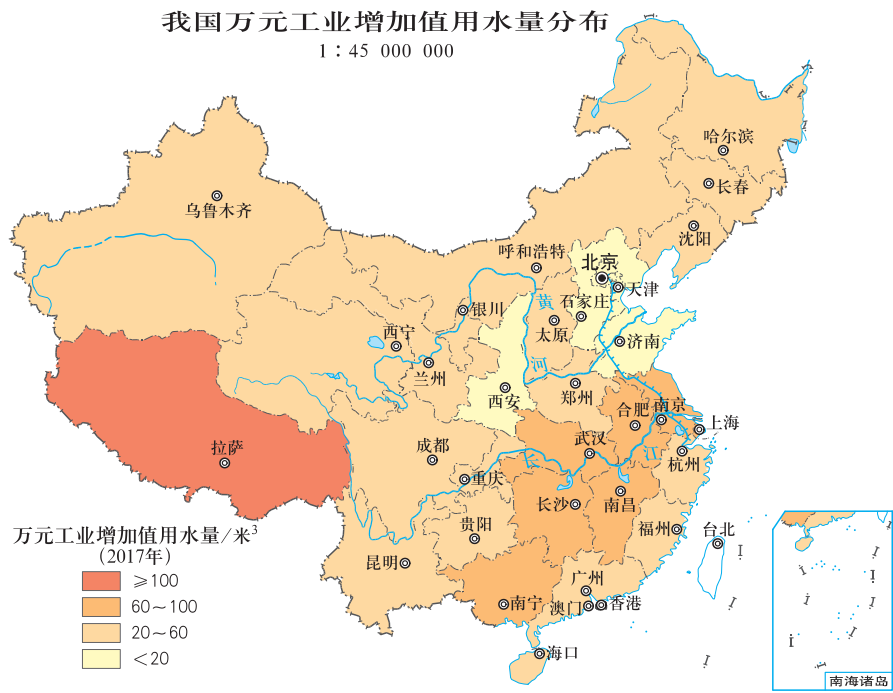 我国万元工业增加值用水量分布
1：45 000 000
哈尔滨
长春
乌鲁木齐
沈阳
呼和浩特
北京
天津
银川
黄
石家庄
西宁
太原
济南
兰州
河
西安
郑州
合肥
南京
上海
拉萨
成都
武汉
长
江
杭州
重庆
长沙
南昌
贵阳
福州
台北
昆明
广州
南宁
澳门
香港
海口
万元工业增加值用水量/米3
(2017年)
≥100
60～100
20～60
＜20
南海诸岛